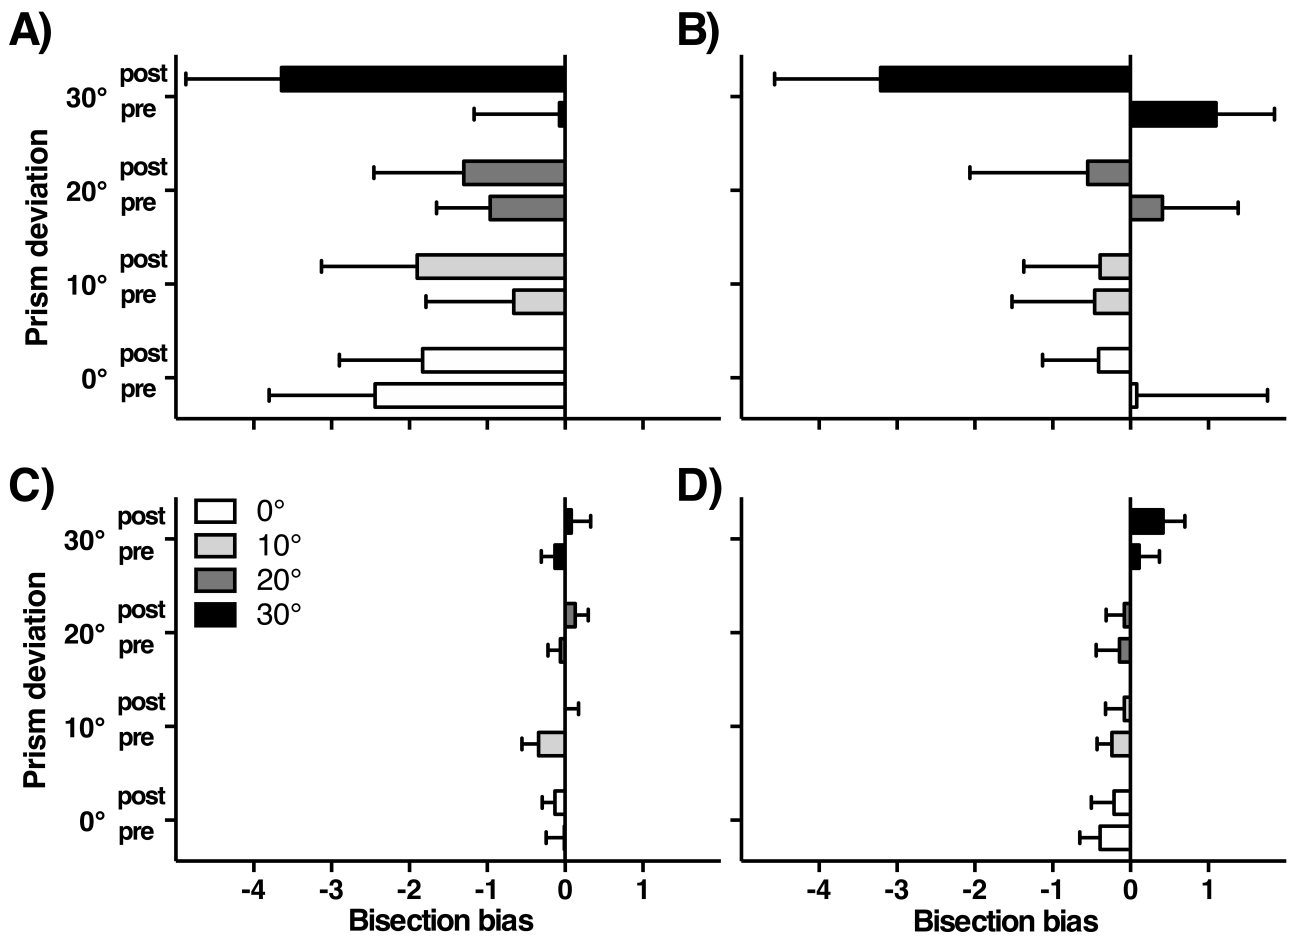 A)
B)
Prism deviation
30°
post
pre
20°
post
pre
10°
post
pre
0°
post
pre
C)
D)
Prism deviation
30°
post
pre
20°
post
pre
10°
post
pre
0°
post
pre
0°
10°
20°
30°
-4 -3 -2 -1 0 1
Bisection bias
-4 -3 -2 -1 0 1
Bisection bias